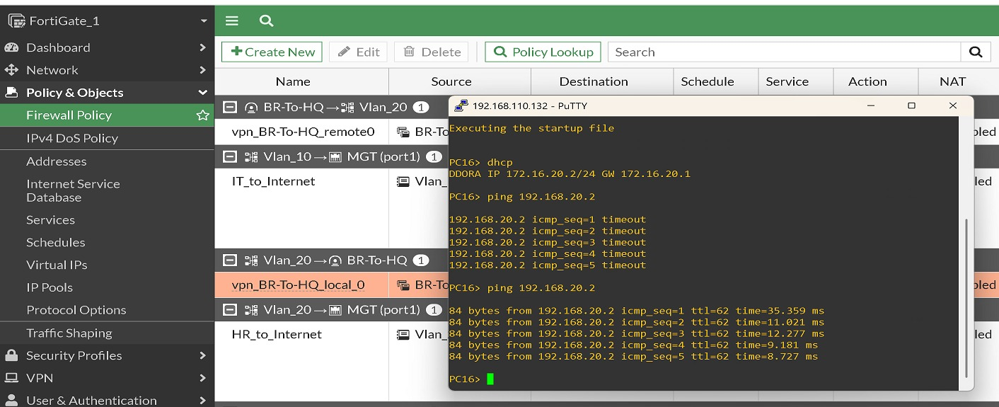 FortiGate_1
Dashboard
Network
Policy & Objects
Firewall Policy
IPv4 DoS Policy
Addresses
Internet Service
Database
Services
Schedules
Virtual IPs
IP Pools
Protocol Options
Traffic Shaping
Security Profiles
VPN
User & Authentication
Create New Edit Delete Policy Lookup Search
Name Source Destination Schedule Service Action NAT
BR-To-HQ → Vlan_20 1
vpn_BR-To-HQ_remote0 BR-To
Vlan_10 → MGT (port1) 1
IT_to_Internet Vlan_
Vlan_20 → BR-To-HQ 1
vpn_BR-To-HQ_local_0 BR-To
Vlan_20 → MGT (port1) 1
HR_to_Internet Vlan_
192.168.110.132 - PuTTY
Executing the startup file
PC16> dhcp
DDORA IP 172.16.20.2/24 GW 172.16.20.1
PC16> ping 192.168.20.2
192.168.20.2 icmp_seq=1 timeout
192.168.20.2 icmp_seq=2 timeout
192.168.20.2 icmp_seq=3 timeout
192.168.20.2 icmp_seq=4 timeout
192.168.20.2 icmp_seq=5 timeout
PC16> ping 192.168.20.2
84 bytes from 192.168.20.2 icmp_seq=1 ttl=62 time=35.359 ms
84 bytes from 192.168.20.2 icmp_seq=2 ttl=62 time=11.021 ms
84 bytes from 192.168.20.2 icmp_seq=3 ttl=62 time=12.277 ms
84 bytes from 192.168.20.2 icmp_seq=4 ttl=62 time=9.181 ms
84 bytes from 192.168.20.2 icmp_seq=5 ttl=62 time=8.727 ms
PC16>